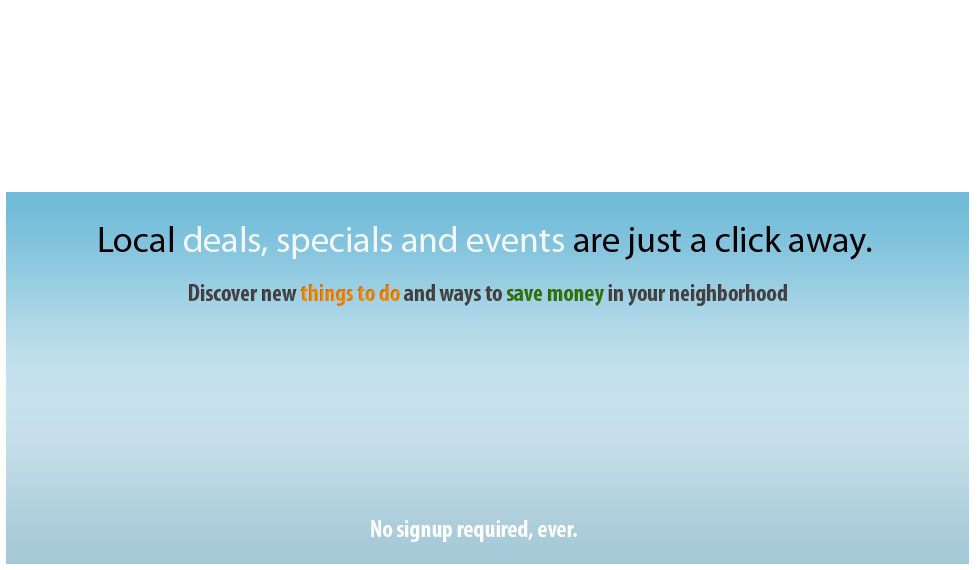 Local deals, specials and events are just a click away.
Discover new things to do and ways to save money in your neighborhood
No signup required, ever.